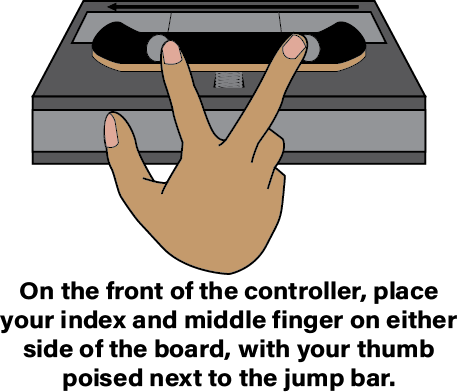 On the front of the controller, place
your index and middle finger on either
side of the board, with your thumb
poised next to the jump bar.